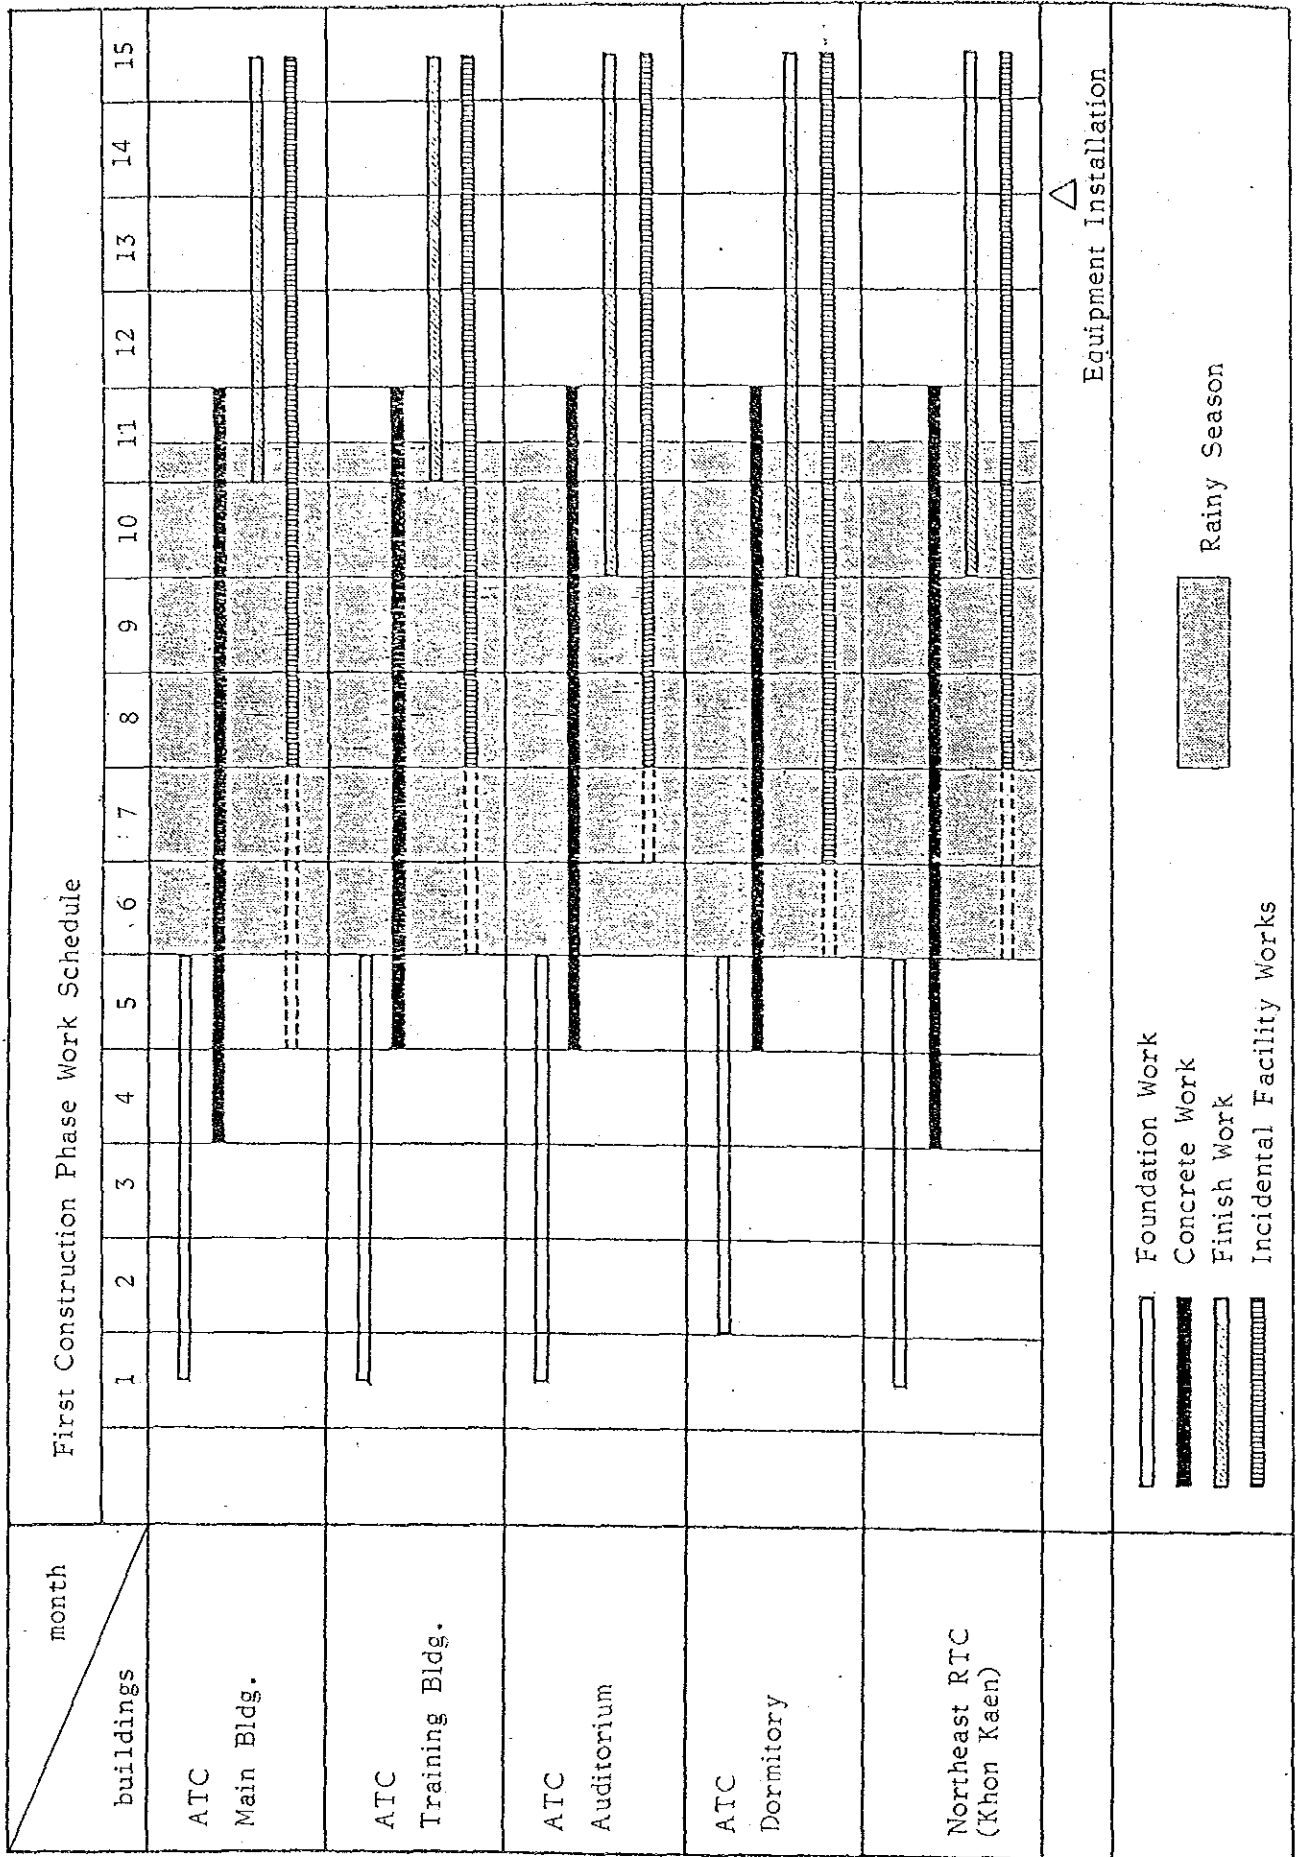 First Construction Phase Work Schedule
month
buildings
1 2 3 4 5 6 7 8 9 10 11 12 13 14 15
ATC
Main Bldg.
ATC
Training Bldg.
ATC
Auditorium
ATC
Dormitory
Northeast RTC
(Khon Kaen)
Equipment Installation
Foundation Work
Concrete Work
Finish Work
Incidental Facility Works
Rainy Season